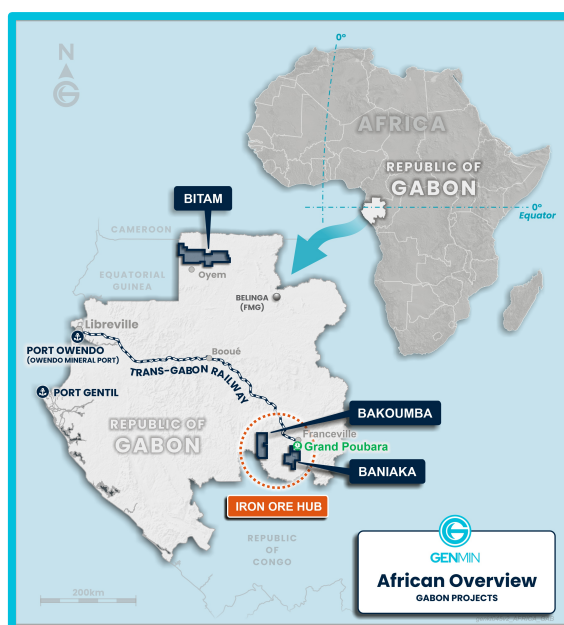 N
0°
AFRICA
REPUBLIC OF
GABON
0°
Equator
BITAM
CAMEROON
EQUATORIAL
GUINEA
Oyem
BELINGA
(FMG)
Libreville
PORT OWENDO
(OWENDO MINERAL PORT)
Booué
TRANS-GABON RAILWAY
PORT GENTIL
REPUBLIC OF
GABON
BAKOUMBA
Franceville
Grand Poubara
BANIAKA
IRON ORE HUB
REPUBLIC
OF
CONGO
200km
GENMIN
African Overview
GABON PROJECTS